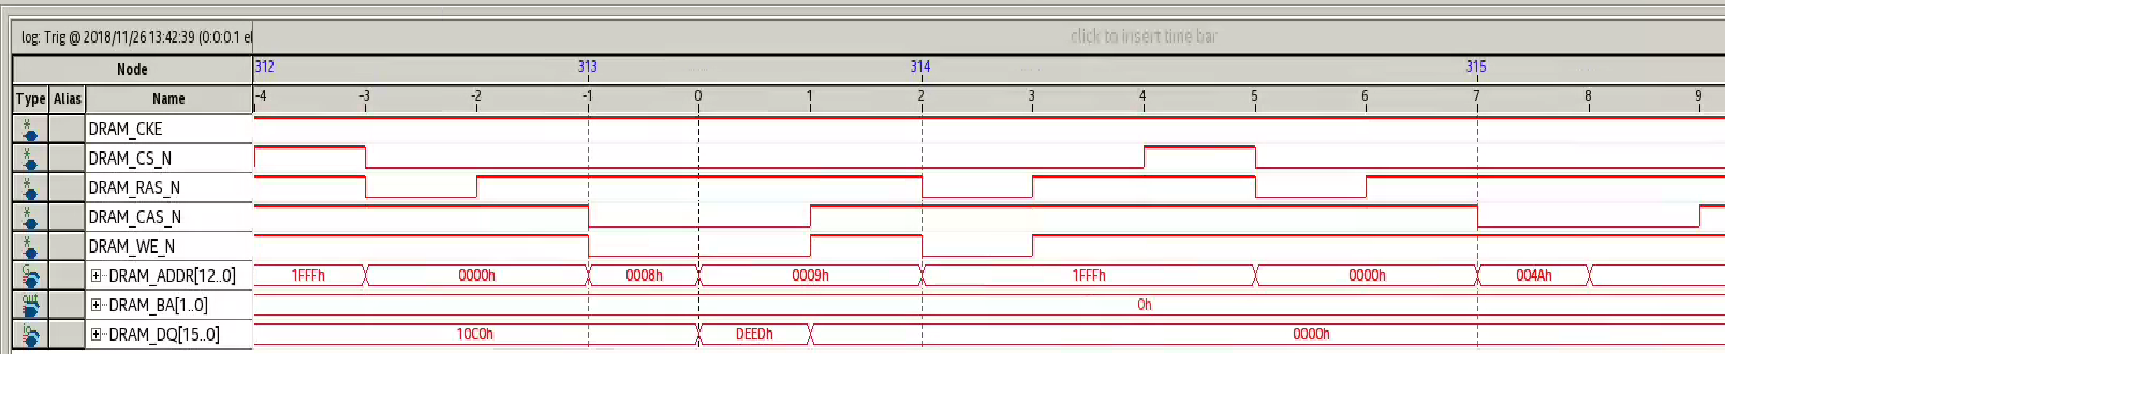 log: Trig @ 2018/11/26 13:42:39 (0:0:0.1 el click to insert time bar
Node 312 313 314 315
Type Alias Name -4 -3 -2 -1 0 1 2 3 4 5 6 7 8 9
DRAM_CKE
DRAM_CS_N
DRAM_RAS_N
DRAM_CAS_N
DRAM_WE_N
DRAM_ADDR[12..0] 1FFFh 0000h 0008h 0009h 1FFFh 0000h 004Ah
DRAM_BA[1..0] 0h
DRAM_DQ[15..0] 10C0h DEEDh 0000h